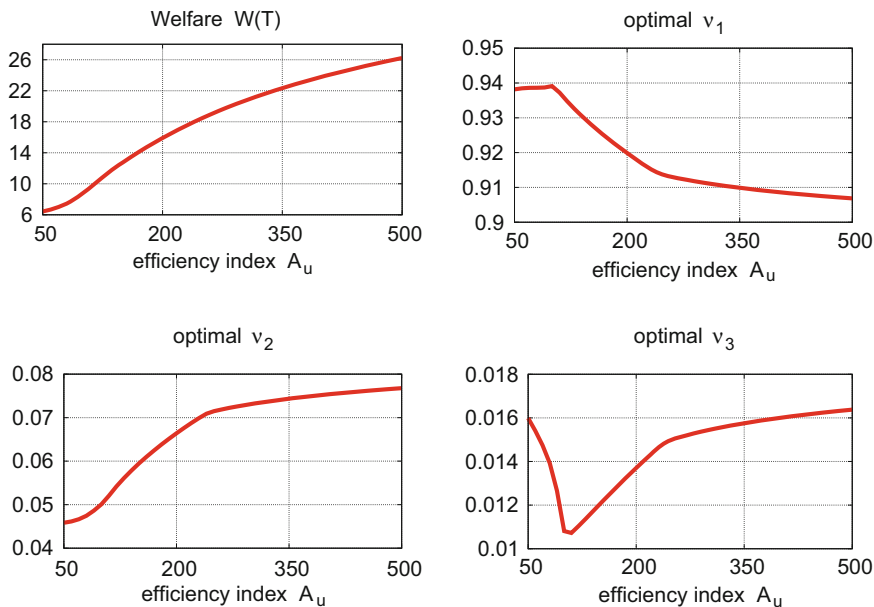 Welfare W(T)
26
22
18
14
10
6
50 200 350 500
efficiency index A_u
optimal ν_1
0.95
0.94
0.93
0.92
0.91
0.9
50 200 350 500
efficiency index A_u
optimal ν_2
0.08
0.07
0.06
0.05
0.04
50 200 350 500
efficiency index A_u
optimal ν_3
0.018
0.016
0.014
0.012
0.01
50 200 350 500
efficiency index A_u